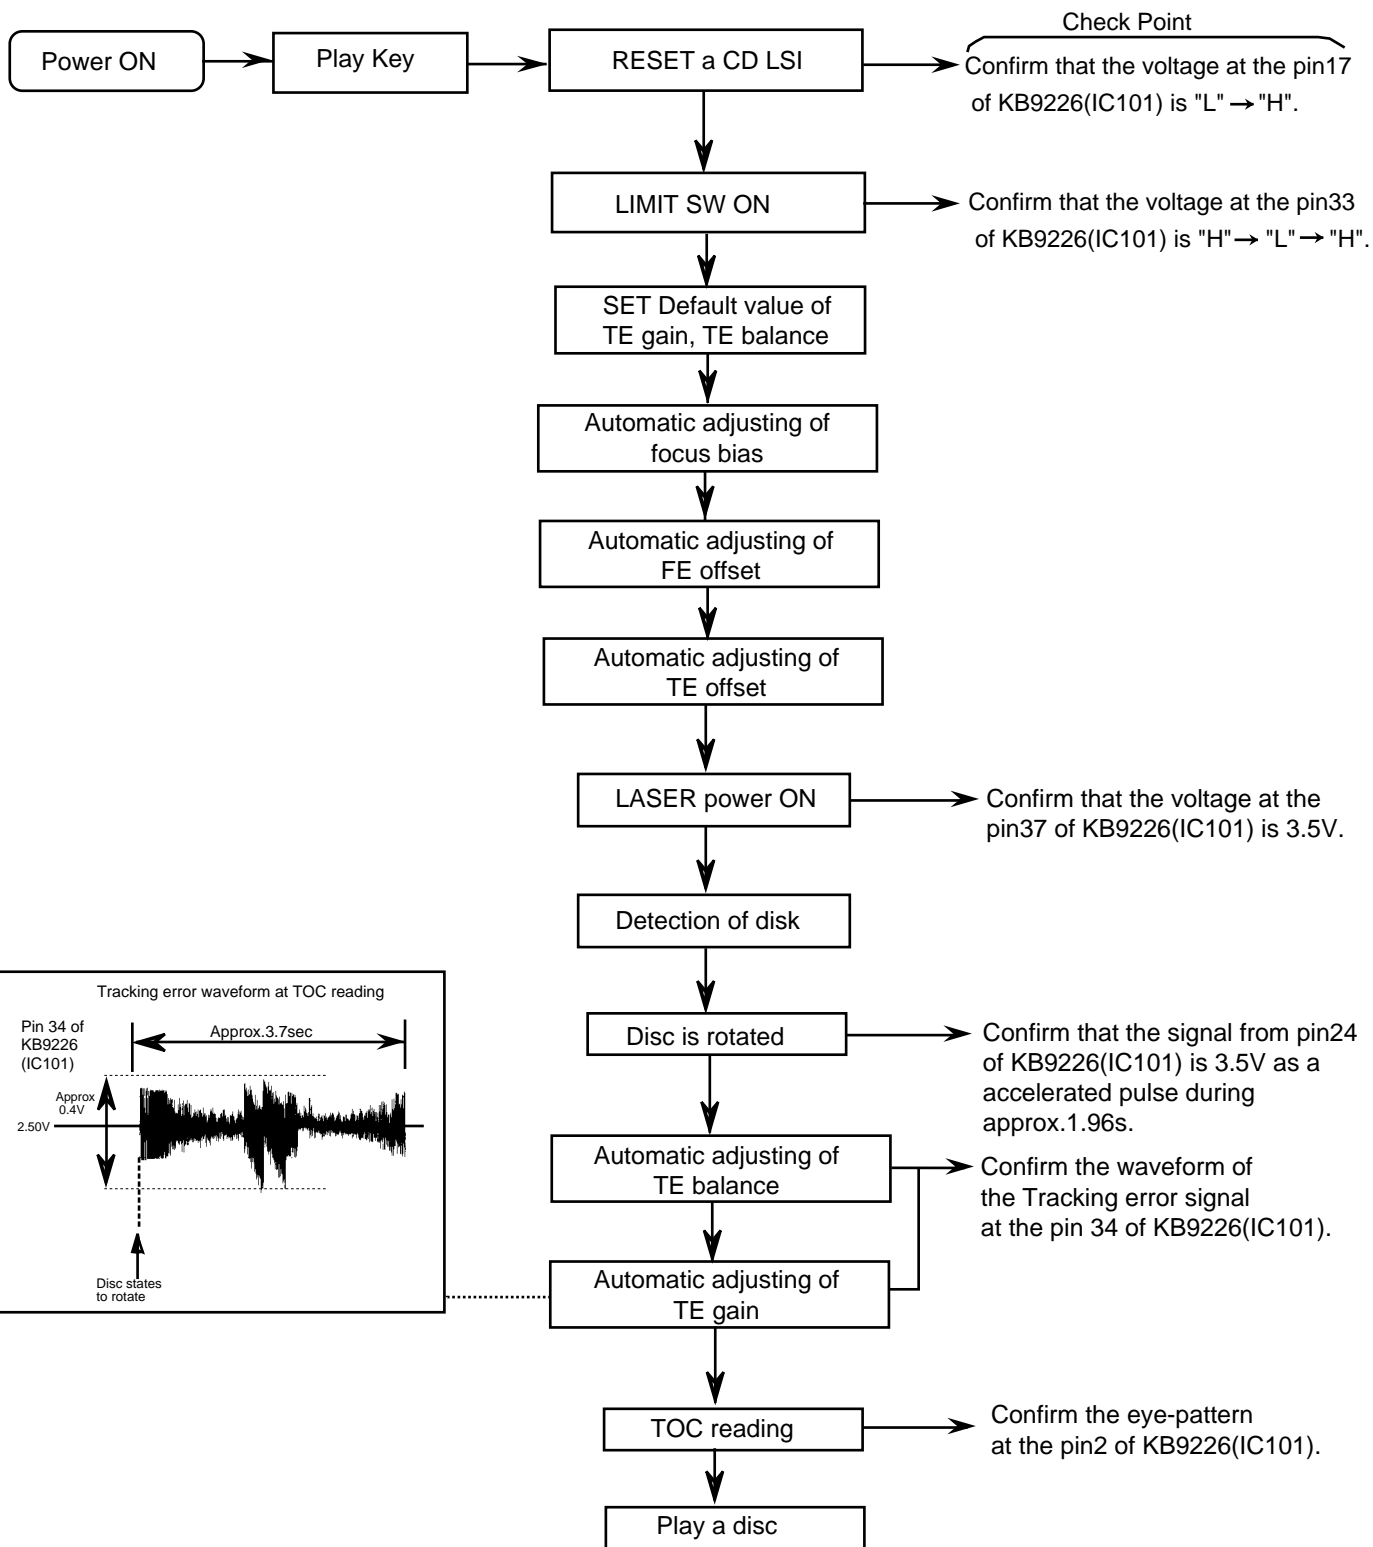 Check Point
Power ON
Play Key
RESET a CD LSI
Confirm that the voltage at the pin17
of KB9226(IC101) is "L" → "H".
LIMIT SW ON
Confirm that the voltage at the pin33
of KB9226(IC101) is "H" → "L" → "H".
SET Default value of
TE gain, TE balance
Automatic adjusting of
focus bias
Automatic adjusting of
FE offset
Automatic adjusting of
TE offset
LASER power ON
Confirm that the voltage at the
pin37 of KB9226(IC101) is 3.5V.
Detection of disk
Disc is rotated
Confirm that the signal from pin24
of KB9226(IC101) is 3.5V as a
accelerated pulse during
approx.1.96s.
Automatic adjusting of
TE balance
Confirm the waveform of
the Tracking error signal
at the pin 34 of KB9226(IC101).
Automatic adjusting of
TE gain
Tracking error waveform at TOC reading
Pin 34 of
KB9226
(IC101)
Approx.3.7sec
Approx
0.4V
2.50V
Disc states
to rotate
TOC reading
Confirm the eye-pattern
at the pin2 of KB9226(IC101).
Play a disc